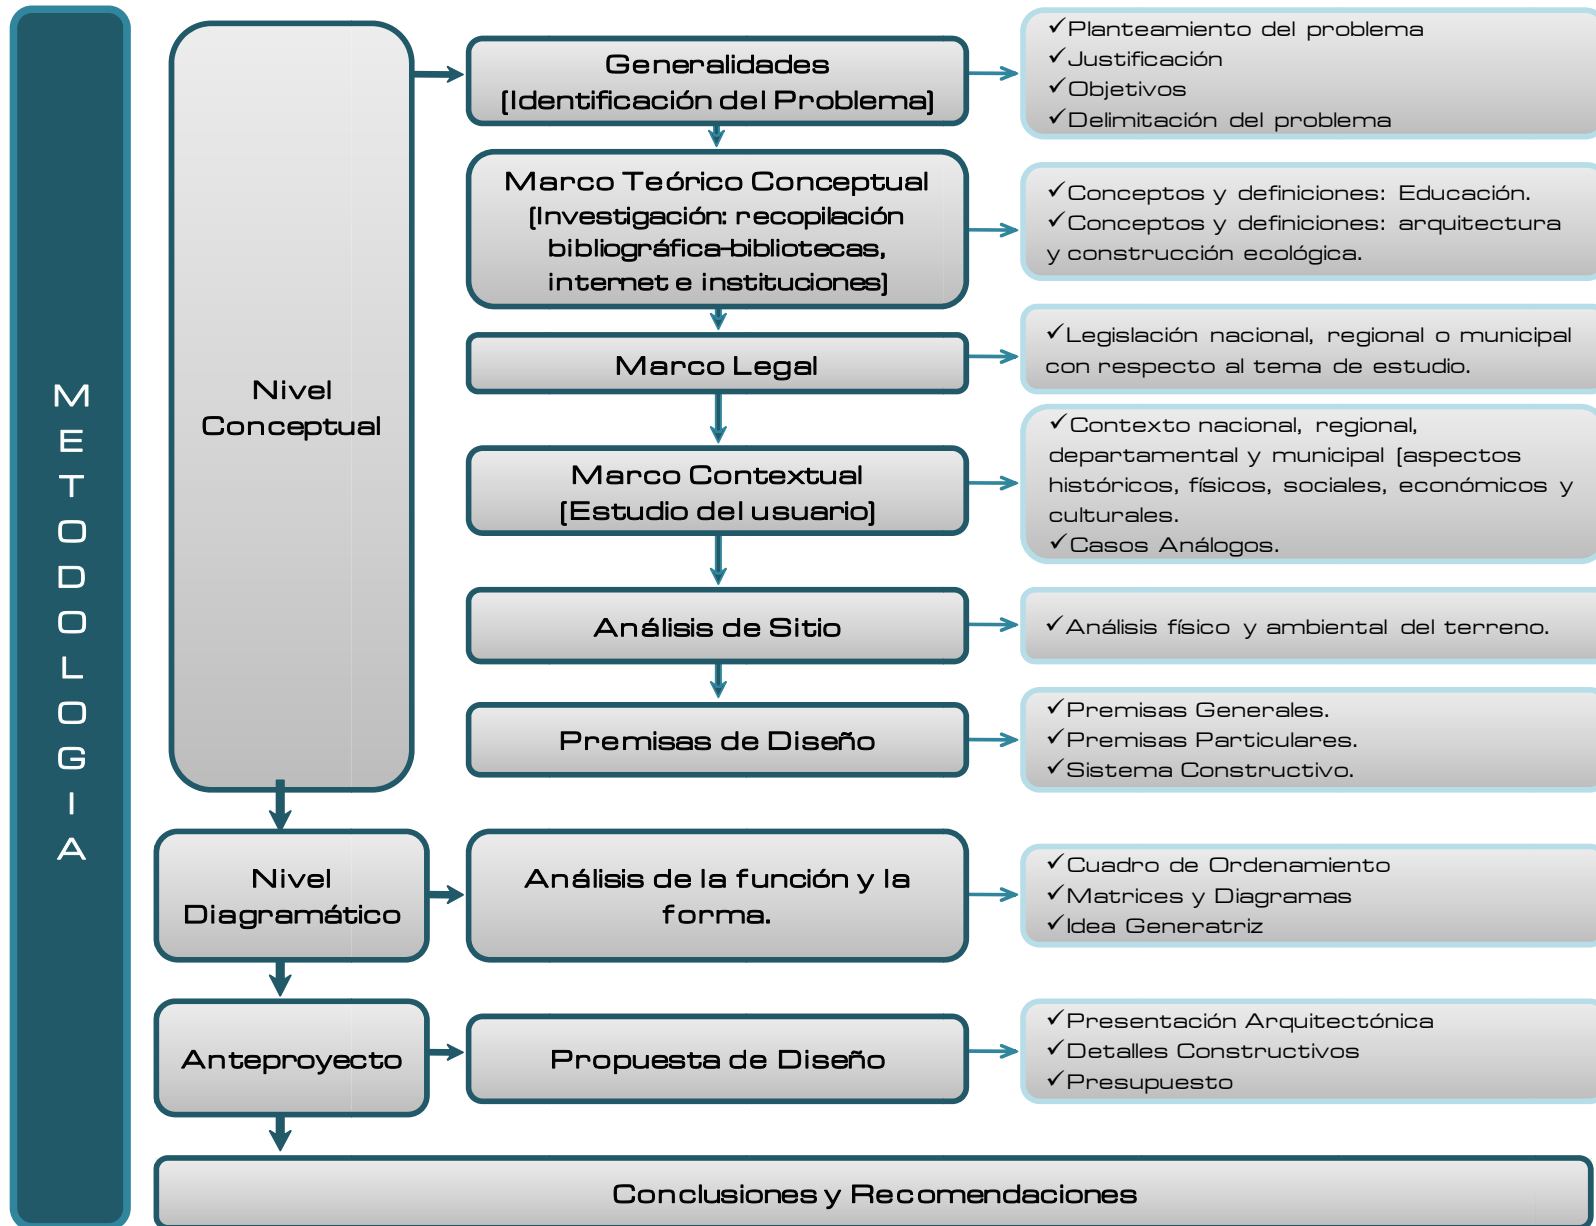 METODOLOGIA
Nivel
Conceptual
Generalidades
(Identificación del Problema)
✓Planteamiento del problema
✓Justificación
✓Objetivos
✓Delimitación del problema
Marco Teórico Conceptual
(Investigación: recopilación
bibliográfica-bibliotecas,
internet e instituciones)
✓Conceptos y definiciones: Educación.
✓Conceptos y definiciones: arquitectura
y construcción ecológica.
Marco Legal
✓Legislación nacional, regional o municipal
con respecto al tema de estudio.
Marco Contextual
(Estudio del usuario)
✓Contexto nacional, regional,
departamental y municipal (aspectos
históricos, físicos, sociales, económicos y
culturales.
✓Casos Análogos.
Análisis de Sitio
✓Análisis físico y ambiental del terreno.
Premisas de Diseño
✓Premisas Generales.
✓Premisas Particulares.
✓Sistema Constructivo.
Nivel
Diagramático
Análisis de la función y la
forma.
✓Cuadro de Ordenamiento
✓Matrices y Diagramas
✓Idea Generatriz
Anteproyecto
Propuesta de Diseño
✓Presentación Arquitectónica
✓Detalles Constructivos
✓Presupuesto
Conclusiones y Recomendaciones